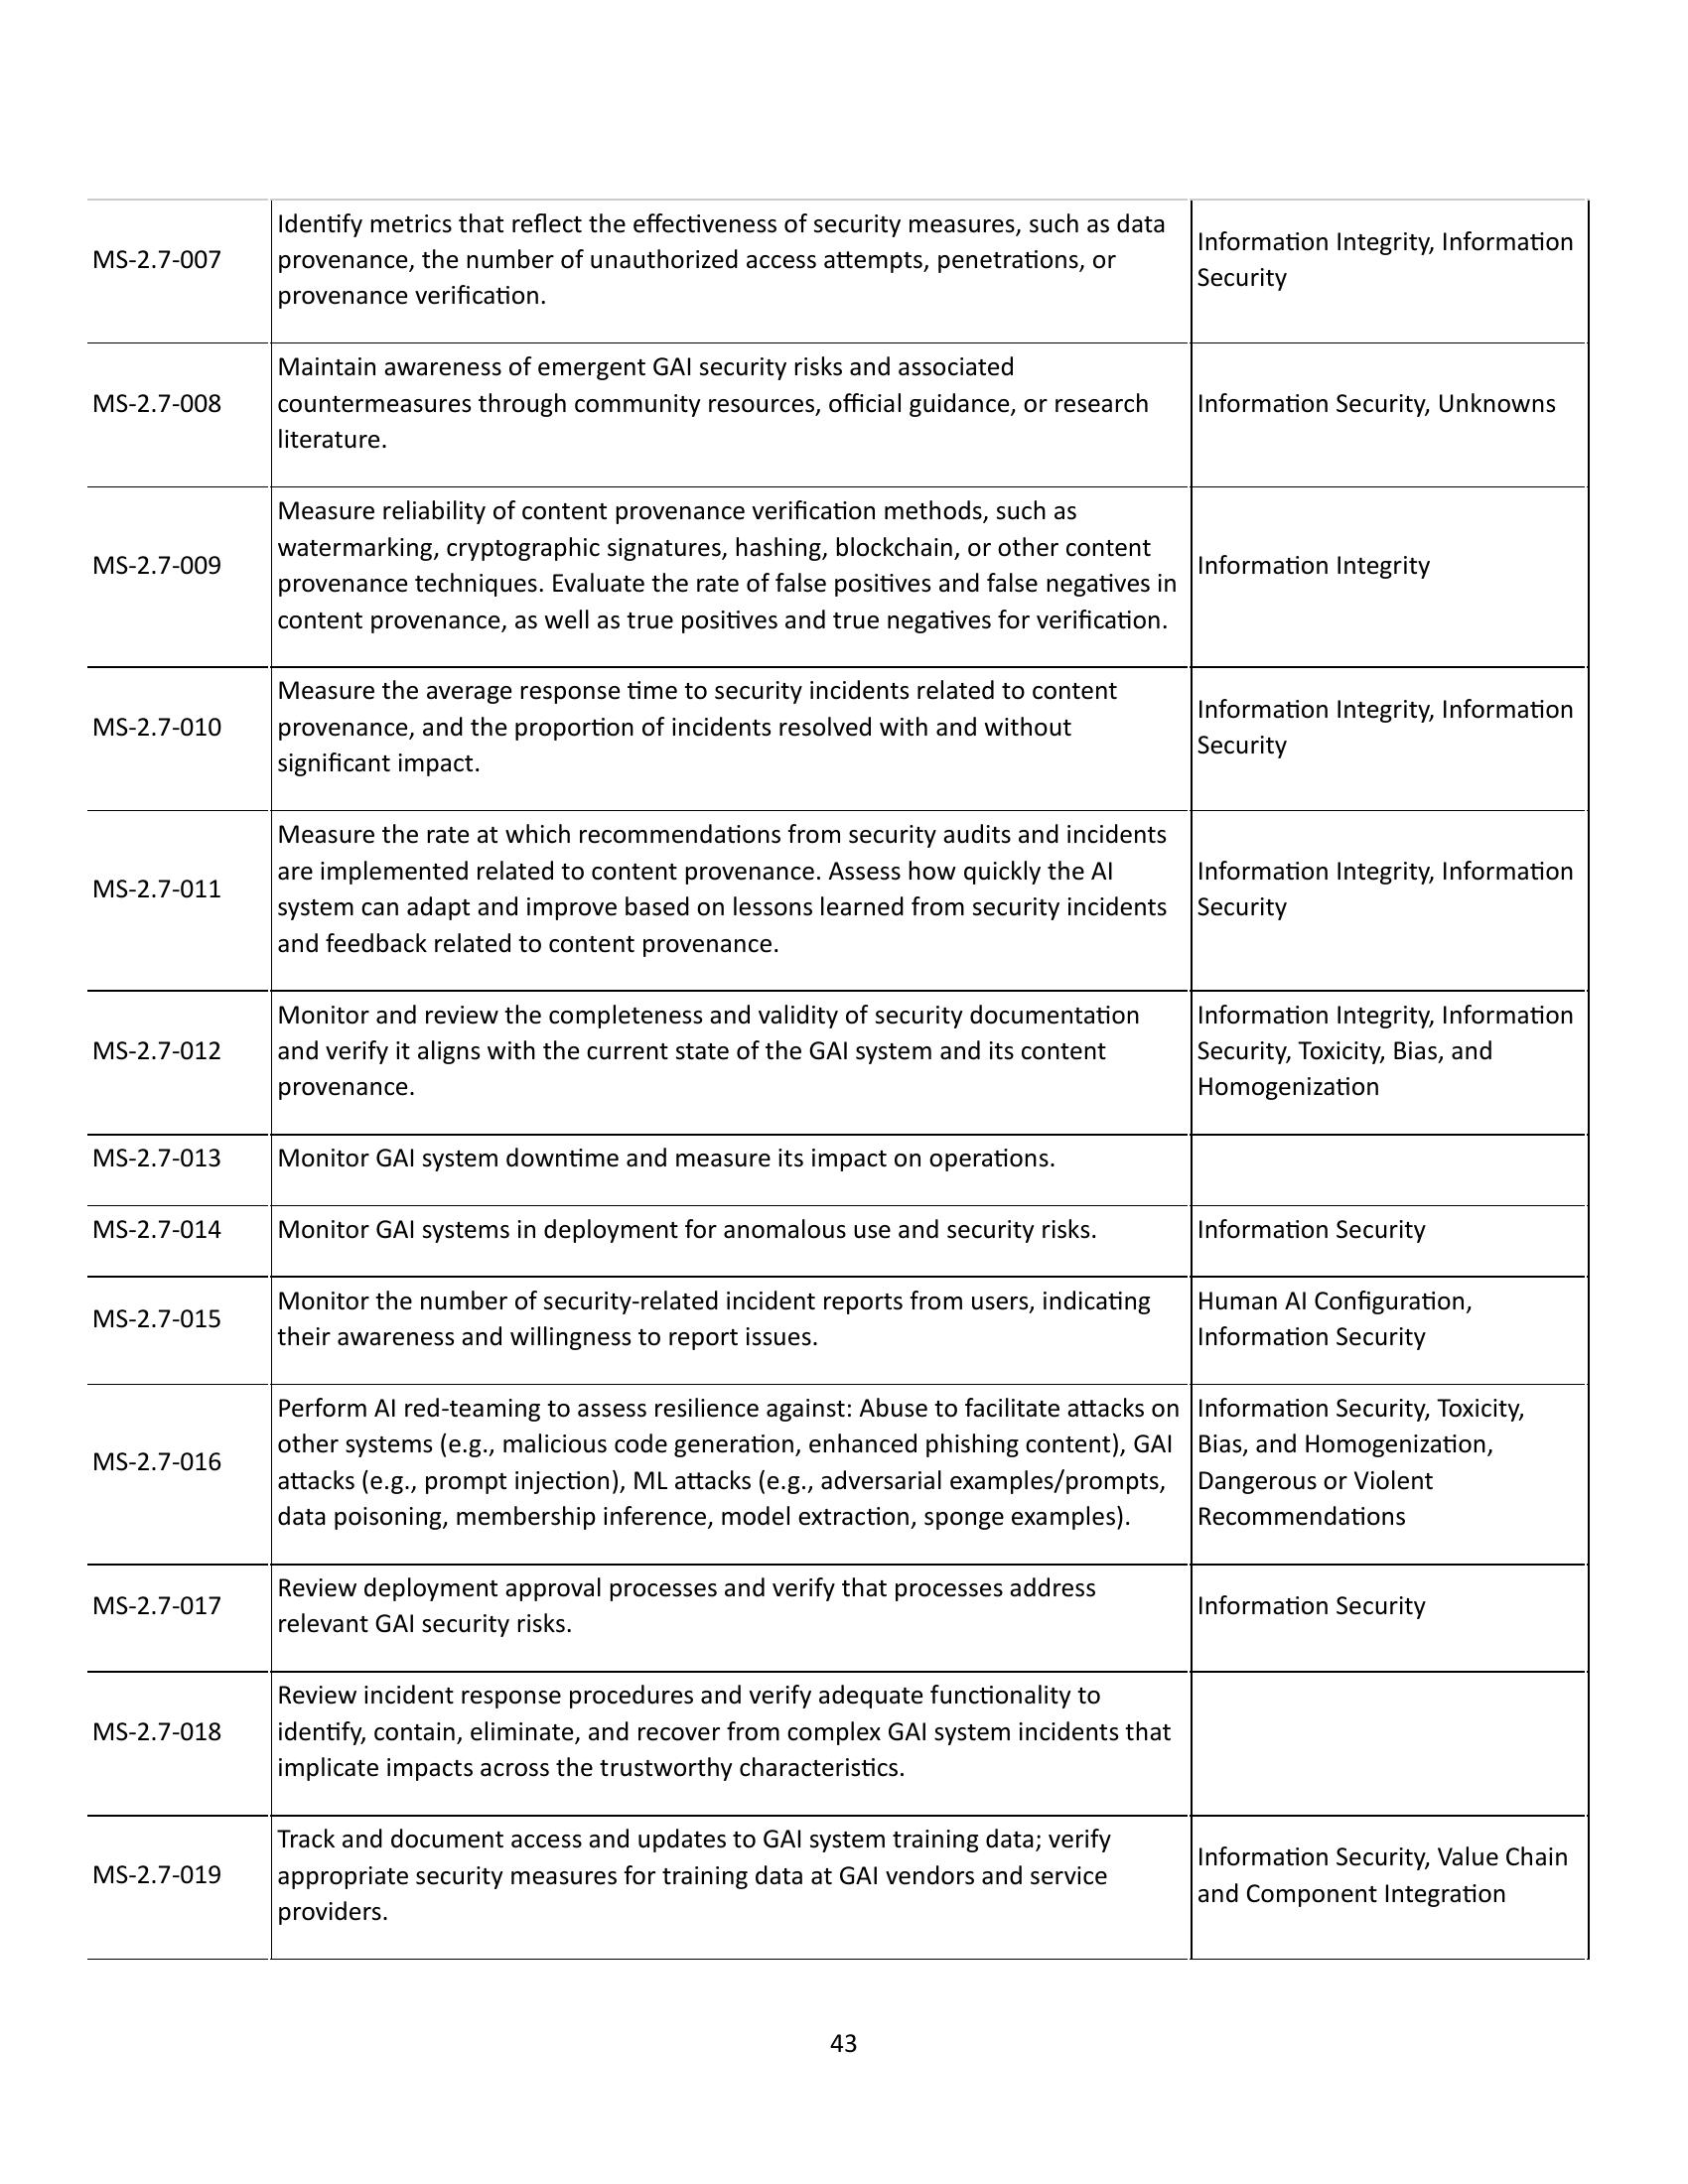 MS-2.7-007
Identify metrics that reflect the effectiveness of security measures, such as data
provenance, the number of unauthorized access attempts, penetrations, or
provenance verification.
Information Integrity, Information
Security
MS-2.7-008
Maintain awareness of emergent GAI security risks and associated
countermeasures through community resources, official guidance, or research
literature.
Information Security, Unknowns
MS-2.7-009
Measure reliability of content provenance verification methods, such as
watermarking, cryptographic signatures, hashing, blockchain, or other content
provenance techniques. Evaluate the rate of false positives and false negatives in
content provenance, as well as true positives and true negatives for verification.
Information Integrity
MS-2.7-010
Measure the average response time to security incidents related to content
provenance, and the proportion of incidents resolved with and without
significant impact.
Information Integrity, Information
Security
MS-2.7-011
Measure the rate at which recommendations from security audits and incidents
are implemented related to content provenance. Assess how quickly the AI
system can adapt and improve based on lessons learned from security incidents
and feedback related to content provenance.
Information Integrity, Information
Security
MS-2.7-012
Monitor and review the completeness and validity of security documentation
and verify it aligns with the current state of the GAI system and its content
provenance.
Information Integrity, Information
Security, Toxicity, Bias, and
Homogenization
MS-2.7-013
Monitor GAI system downtime and measure its impact on operations.
MS-2.7-014
Monitor GAI systems in deployment for anomalous use and security risks.
Information Security
MS-2.7-015
Monitor the number of security-related incident reports from users, indicating
their awareness and willingness to report issues.
Human AI Configuration,
Information Security
MS-2.7-016
Perform AI red-teaming to assess resilience against: Abuse to facilitate attacks on
other systems (e.g., malicious code generation, enhanced phishing content), GAI
attacks (e.g., prompt injection), ML attacks (e.g., adversarial examples/prompts,
data poisoning, membership inference, model extraction, sponge examples).
Information Security, Toxicity,
Bias, and Homogenization,
Dangerous or Violent
Recommendations
MS-2.7-017
Review deployment approval processes and verify that processes address
relevant GAI security risks.
Information Security
MS-2.7-018
Review incident response procedures and verify adequate functionality to
identify, contain, eliminate, and recover from complex GAI system incidents that
implicate impacts across the trustworthy characteristics.
MS-2.7-019
Track and document access and updates to GAI system training data; verify
appropriate security measures for training data at GAI vendors and service
providers.
Information Security, Value Chain
and Component Integration
43